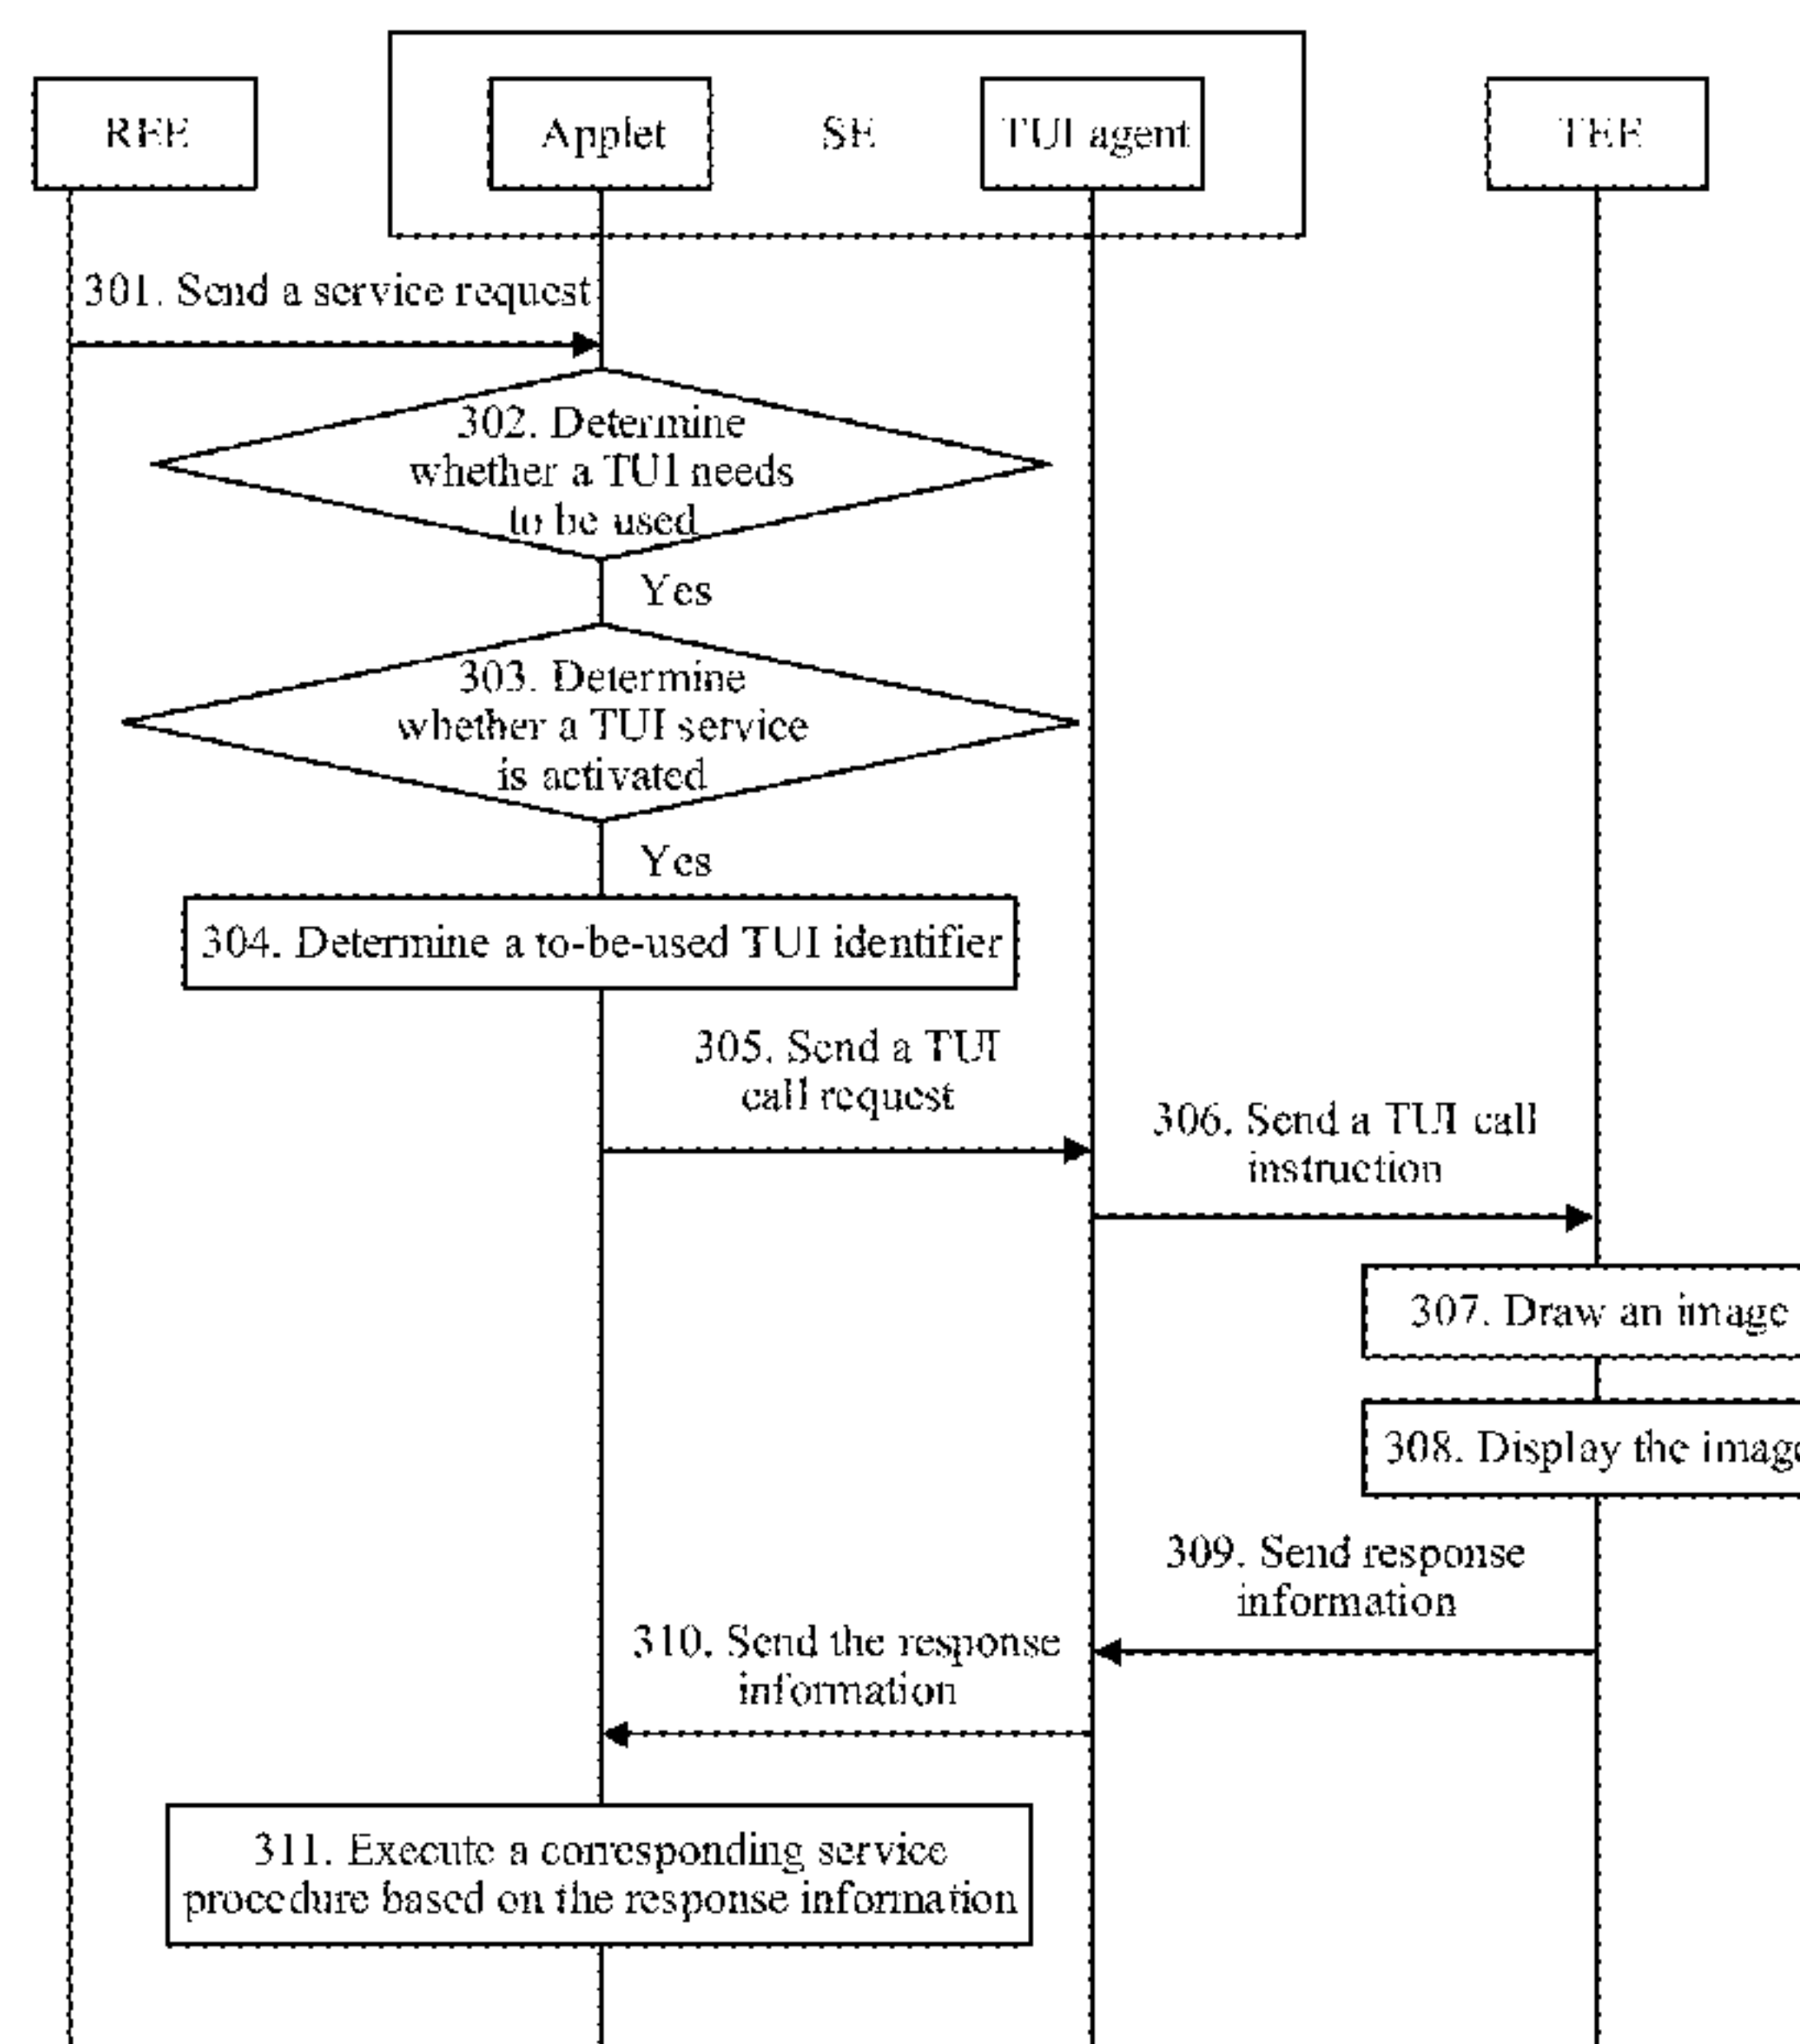 REE
Applet
SE
TUI agent
TEE
301. Send a service request
302. Determine
whether a TUI needs
to be used
Yes
303. Determine
whether a TUI service
is activated
Yes
304. Determine a to-be-used TUI identifier
305. Send a TUI
call request
306. Send a TUI call
instruction
307. Draw an image
308. Display the image
309. Send response
information
310. Send the response
information
311. Execute a corresponding service
procedure based on the response information